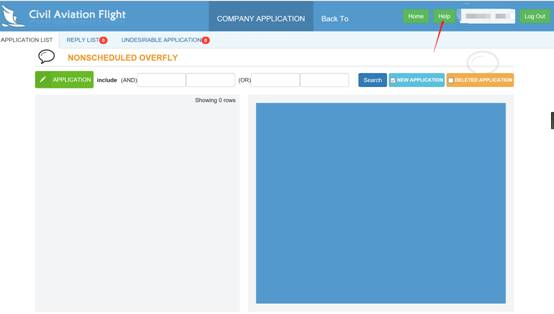 Civil Aviation Flight COMPANY APPLICATION Back To Home Help Log Out
APPLICATION LIST REPLY LIST 0 UNDESIRABLE APPLICATION 0
NONSCHEDULED OVERFLY
APPLICATION include (AND): (OR): Search NEW APPLICATION DELETED APPLICATION
Showing 0 rows